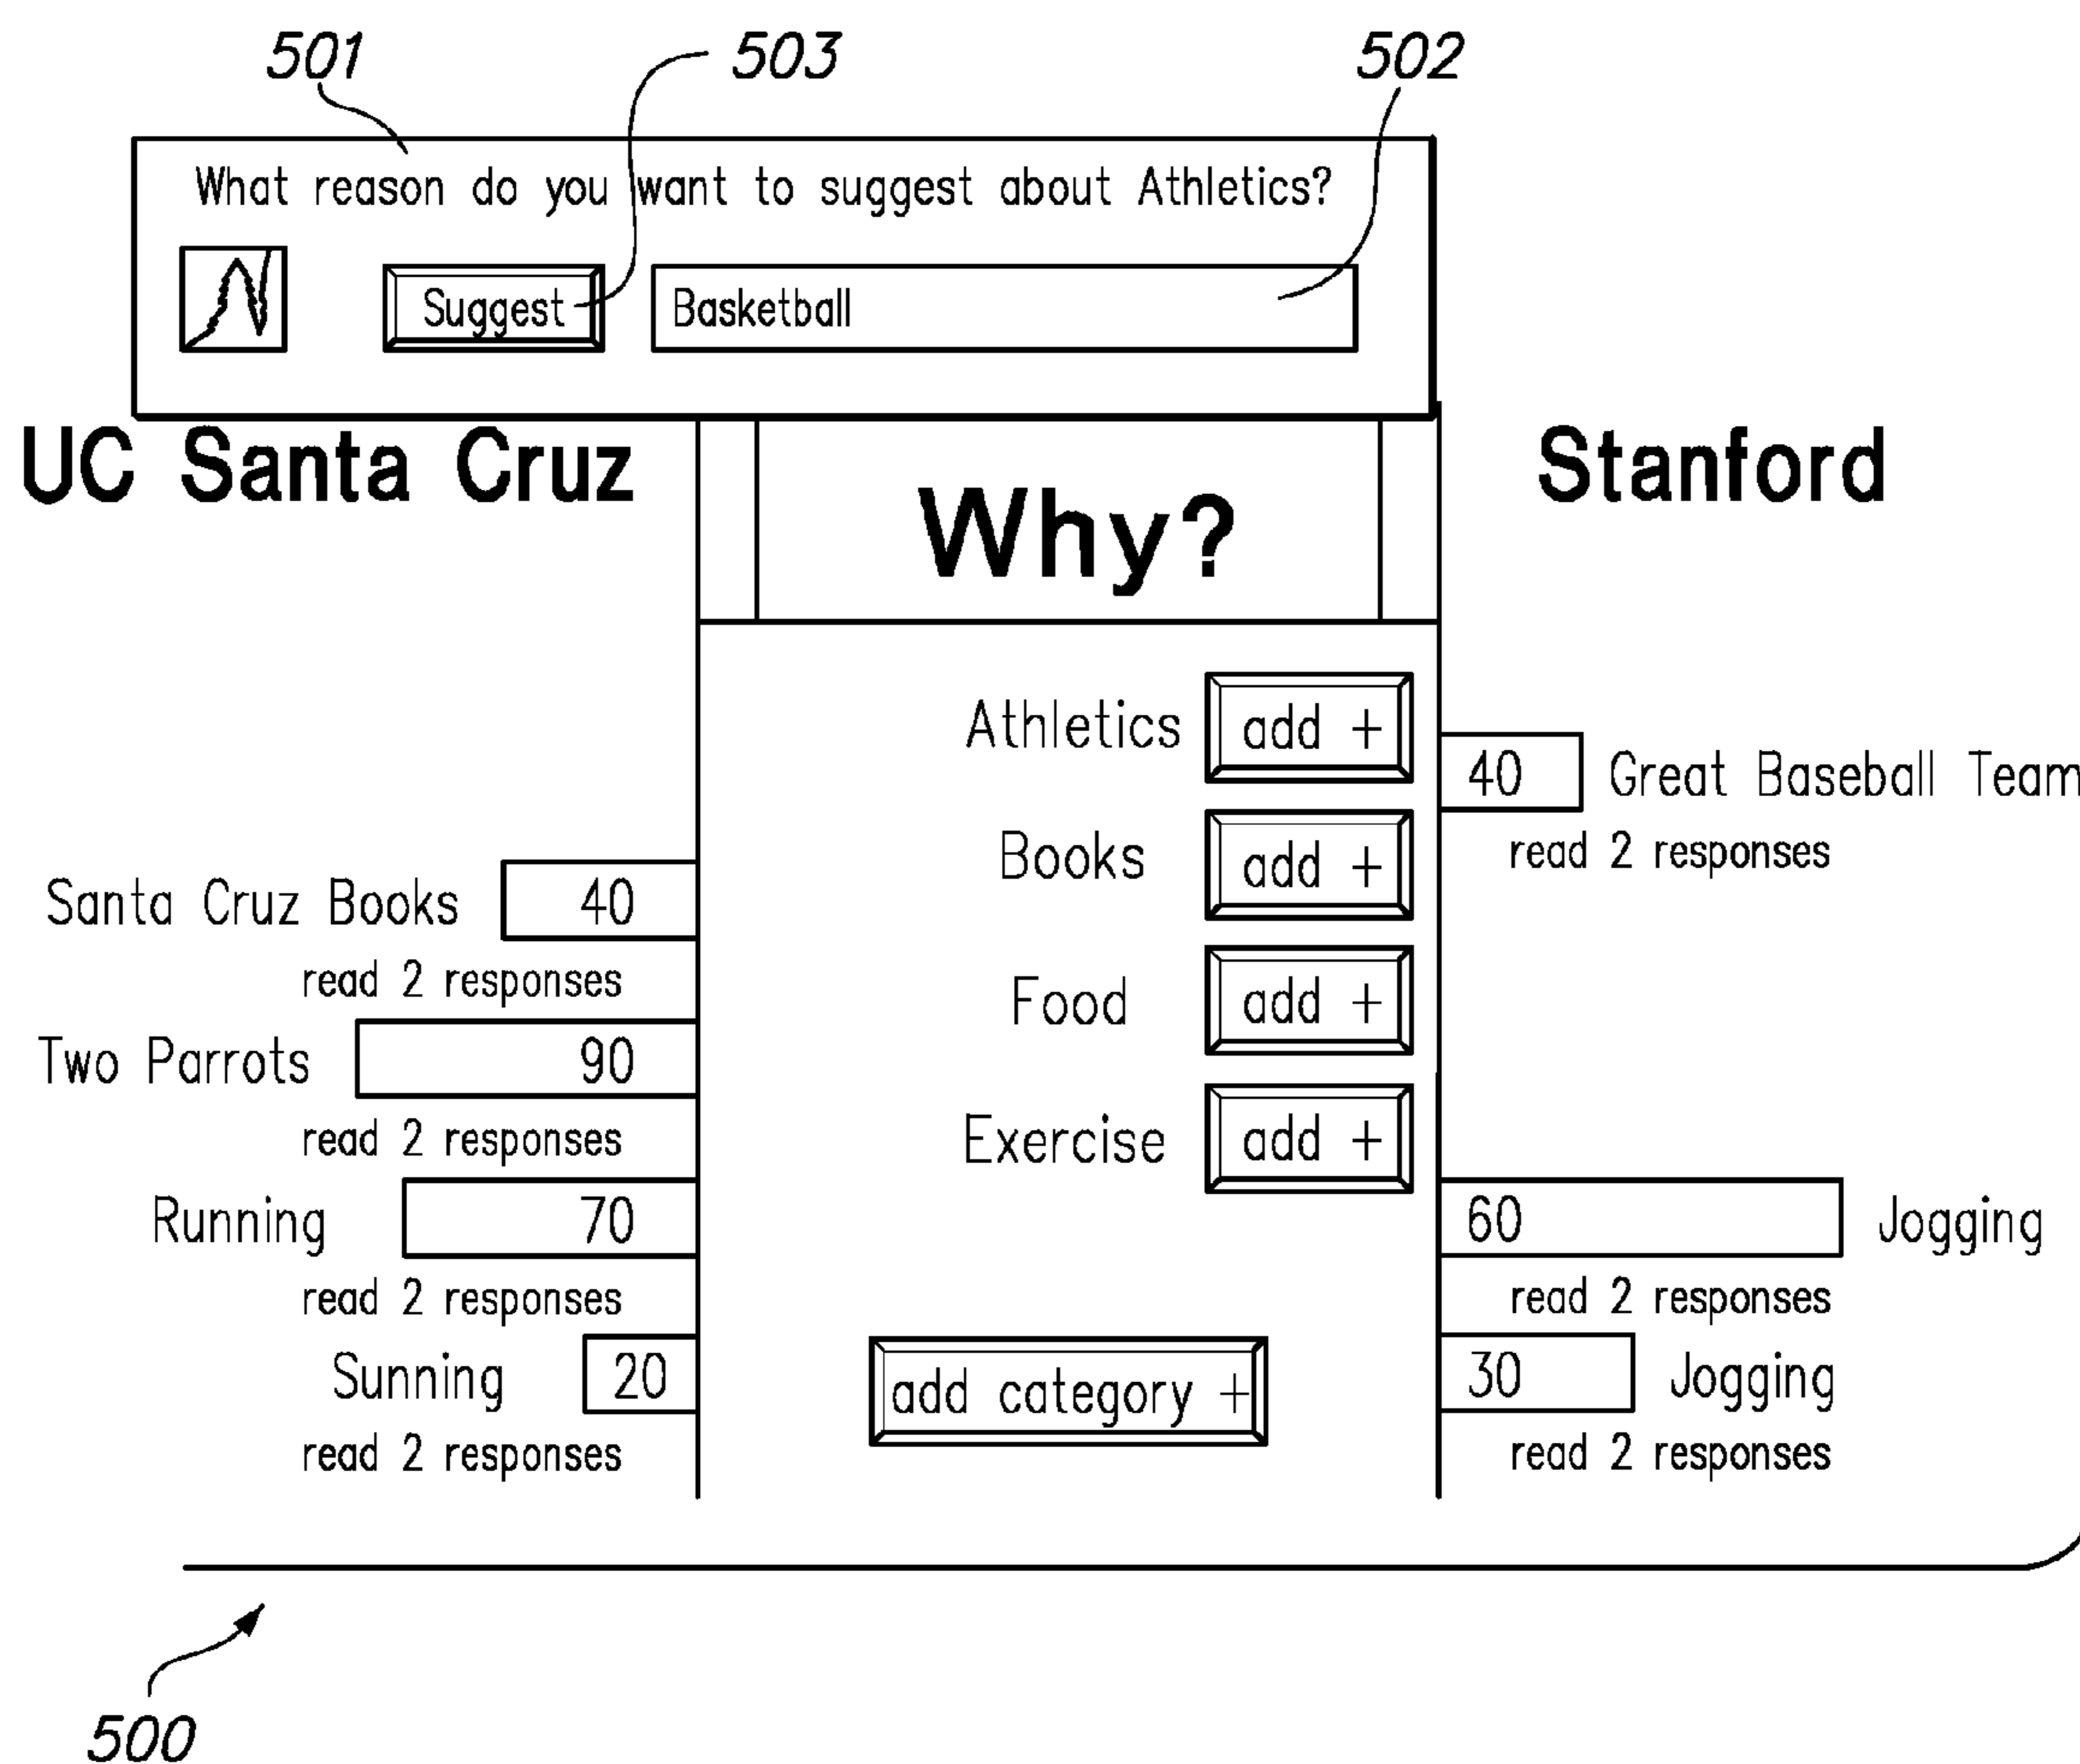 501 503 502
What reason do you want to suggest about Athletics?
Suggest Basketball
UC Santa Cruz Why? Stanford
Athletics add +
40 Great Baseball Team
read 2 responses
Books add +
Santa Cruz Books 40
read 2 responses
Food add +
Two Parrots 90
read 2 responses
Exercise add +
Running 70
read 2 responses
60 Jogging
read 2 responses
Sunning 20
read 2 responses
add category +
30 Jogging
read 2 responses
500